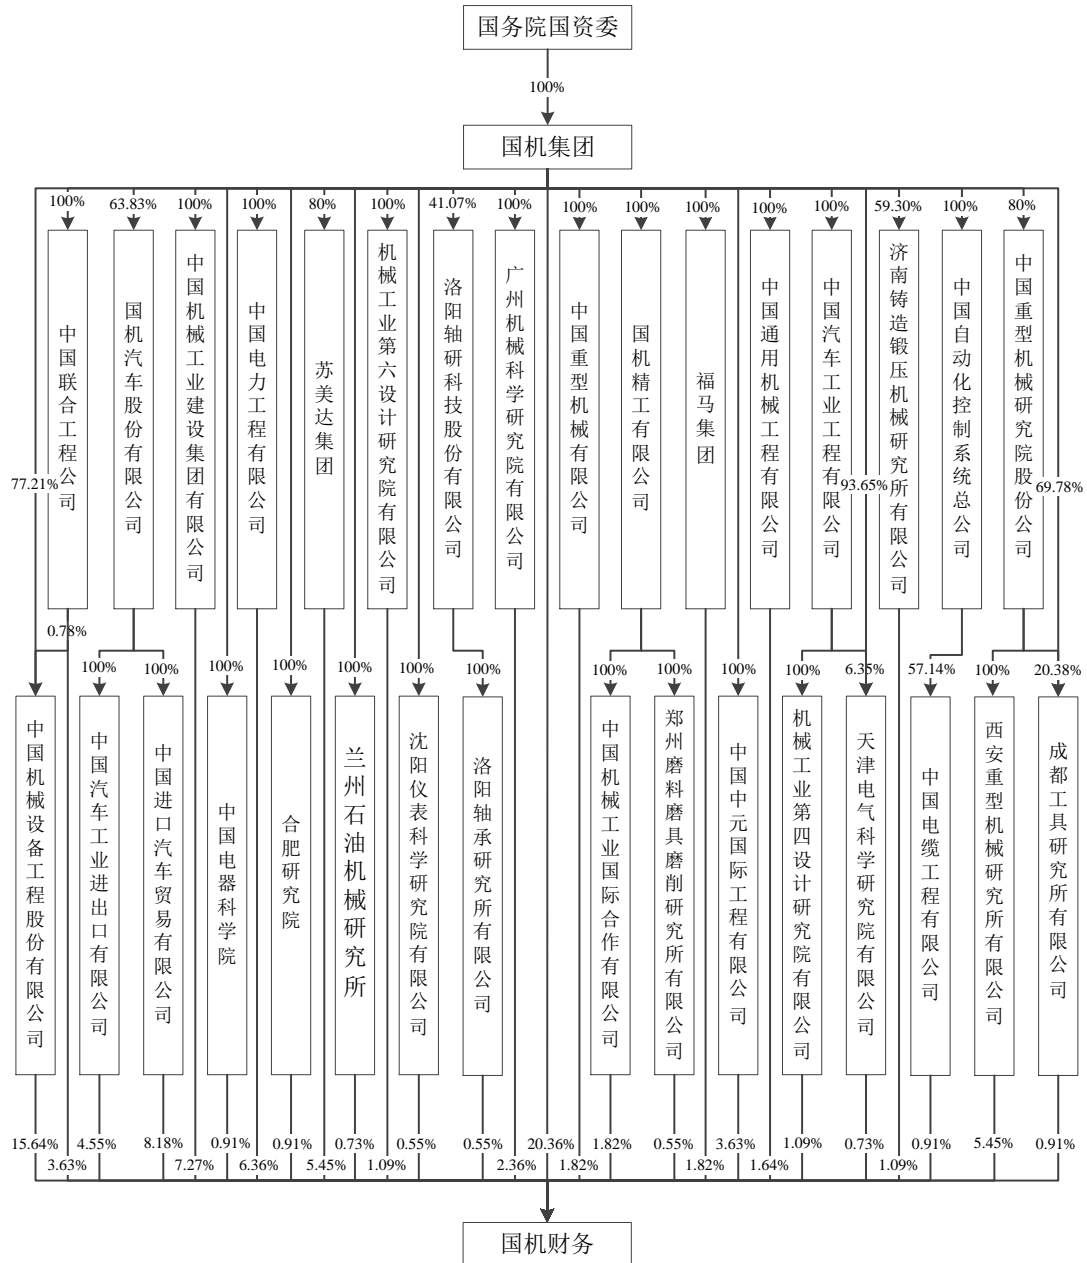 国务院国资委
100%
国机集团
100%
63.83%
100%
100%
80%
100%
41.07%
100%
100%
100%
100%
100%
100%
59.30%
100%
80%
中国联合工程公司
国机汽车股份有限公司
中国机械工业建设集团有限公司
中国电力工程有限公司
苏美达集团
机械工业第六设计研究院有限公司
洛阳轴研科技股份有限公司
广州机械科学研究院有限公司
中国重型机械有限公司
国机精工有限公司
福马集团
中国通用机械工程有限公司
中国汽车工业工程有限公司
济南铸造锻压机械研究所有限公司
中国自动化控制系统总公司
中国重型机械研究院股份公司
77.21%
93.65%
69.78%
0.78%
100%
100%
100%
100%
100%
100%
100%
100%
100%
100%
100%
6.35%
57.14%
100%
20.38%
中国机械设备工程股份有限公司
中国汽车工业进出口有限公司
中国进口汽车贸易有限公司
中国电器科学院
合肥研究院
兰州石油机械研究所
沈阳仪表科学研究院有限公司
洛阳轴承研究所有限公司
中国机械工业国际合作有限公司
郑州磨料磨具磨削研究所有限公司
中国中元国际工程有限公司
机械工业第四设计研究院有限公司
天津电气科学研究院有限公司
中国电缆工程有限公司
西安重型机械研究所有限公司
成都工具研究所有限公司
15.64%
4.55%
8.18%
0.91%
0.91%
0.73%
0.55%
0.55%
20.36%
1.82%
0.55%
3.63%
1.09%
0.73%
0.91%
5.45%
0.91%
3.63%
7.27%
6.36%
5.45%
1.09%
2.36%
1.82%
1.82%
1.64%
1.09%
国机财务